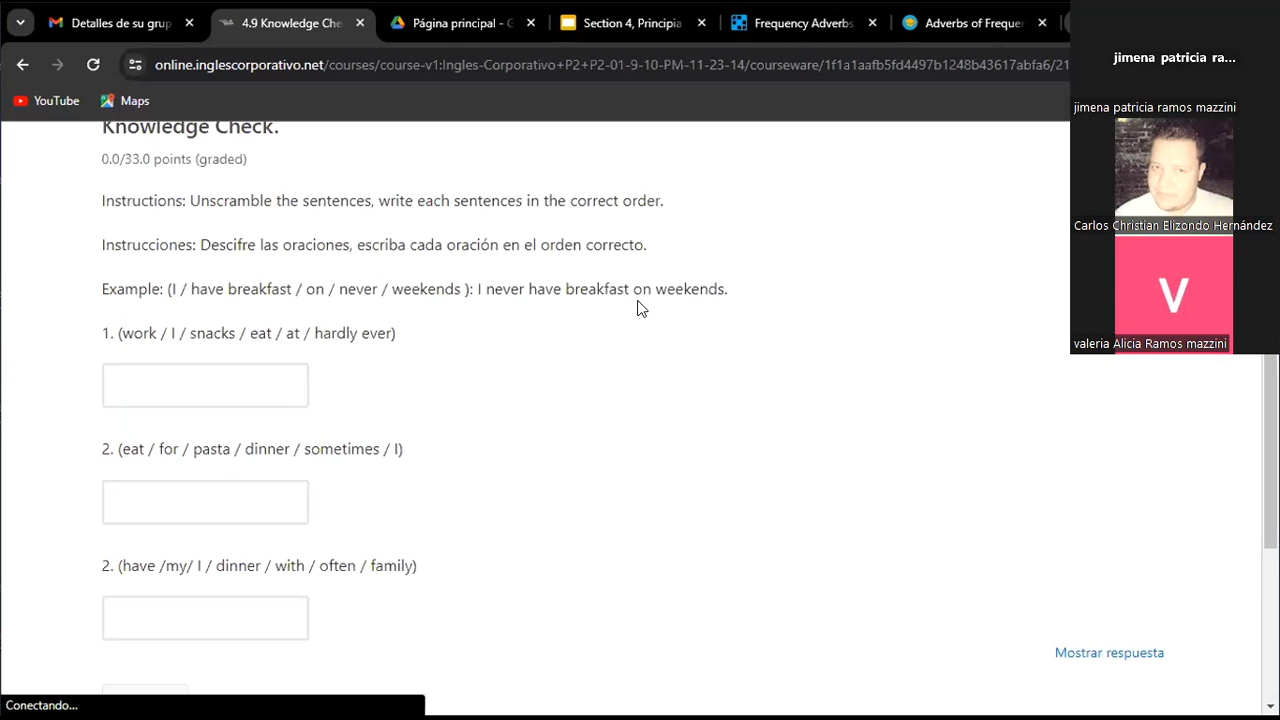 Detalles de su grup
4.9 Knowledge Che
Página principal - G
Section 4, Principia
Frequency Adverbs
Adverbs of Frequen
online.inglescorporativo.net/courses/course-v1:Ingles-Corporativo+P2+P2-01-9-10-PM-11-23-14/courseware/1f1a1aafb5fd4497b1248b43617abfa6/21
YouTube
Maps
jimena patricia ra...
jimena patricia ramos mazzini
Carlos Christian Elizondo Hernández
V
valeria Alicia Ramos mazzini
Knowledge Check.
0.0/33.0 points (graded)
Instructions: Unscramble the sentences, write each sentences in the correct order.
Instrucciones: Descifre las oraciones, escriba cada oración en el orden correcto.
Example: (I / have breakfast / on / never / weekends ): I never have breakfast on weekends.
1. (work / I / snacks / eat / at / hardly ever)
2. (eat / for / pasta / dinner / sometimes / I)
2. (have /my/ I / dinner / with / often / family)
Mostrar respuesta
Conectando...